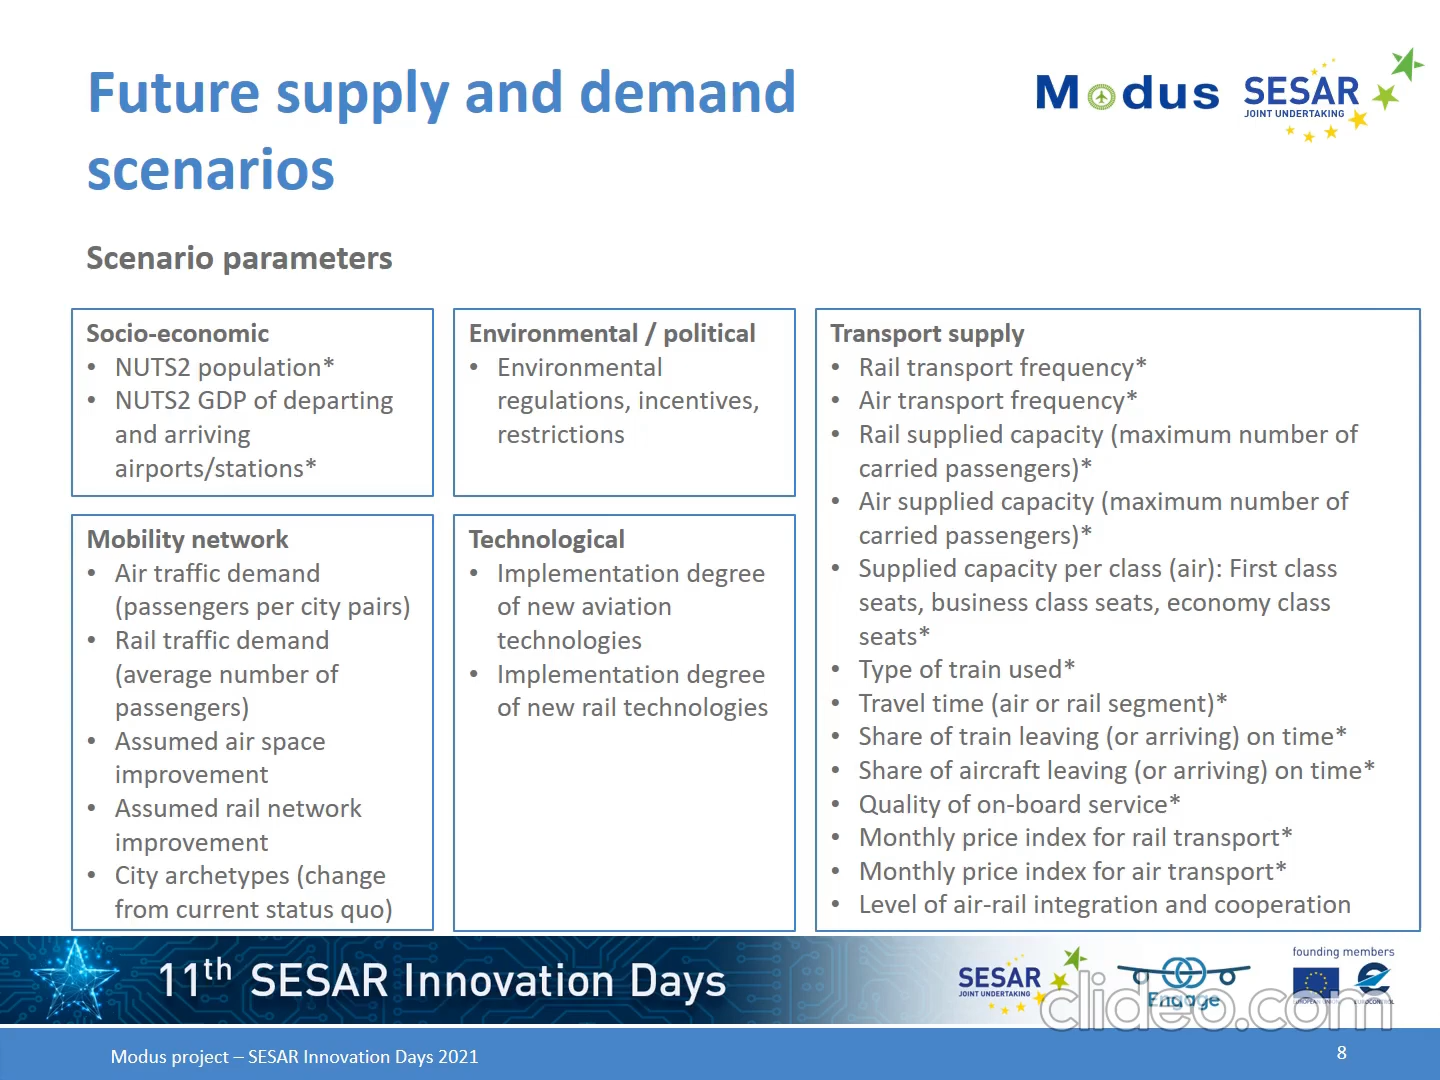 Future supply and demand
scenarios
Modus
SESAR
JOINT UNDERTAKING
Scenario parameters
Socio-economic
• NUTS2 population*
• NUTS2 GDP of departing
and arriving
airports/stations*
Environmental / political
• Environmental
regulations, incentives,
restrictions
Mobility network
• Air traffic demand
(passengers per city pairs)
• Rail traffic demand
(average number of
passengers)
• Assumed air space
improvement
• Assumed rail network
improvement
• City archetypes (change
from current status quo)
Technological
• Implementation degree
of new aviation
technologies
• Implementation degree
of new rail technologies
Transport supply
• Rail transport frequency*
• Air transport frequency*
• Rail supplied capacity (maximum number of
carried passengers)*
• Air supplied capacity (maximum number of
carried passengers)*
• Supplied capacity per class (air): First class
seats, business class seats, economy class
seats*
• Type of train used*
• Travel time (air or rail segment)*
• Share of train leaving (or arriving) on time*
• Share of aircraft leaving (or arriving) on time*
• Quality of on-board service*
• Monthly price index for rail transport*
• Monthly price index for air transport*
• Level of air-rail integration and cooperation
11th SESAR Innovation Days
SESAR
JOINT UNDERTAKING
Engage
founding members
EUROPEAN UNION
EUROCONTROL
clideo.com
Modus project – SESAR Innovation Days 2021
8